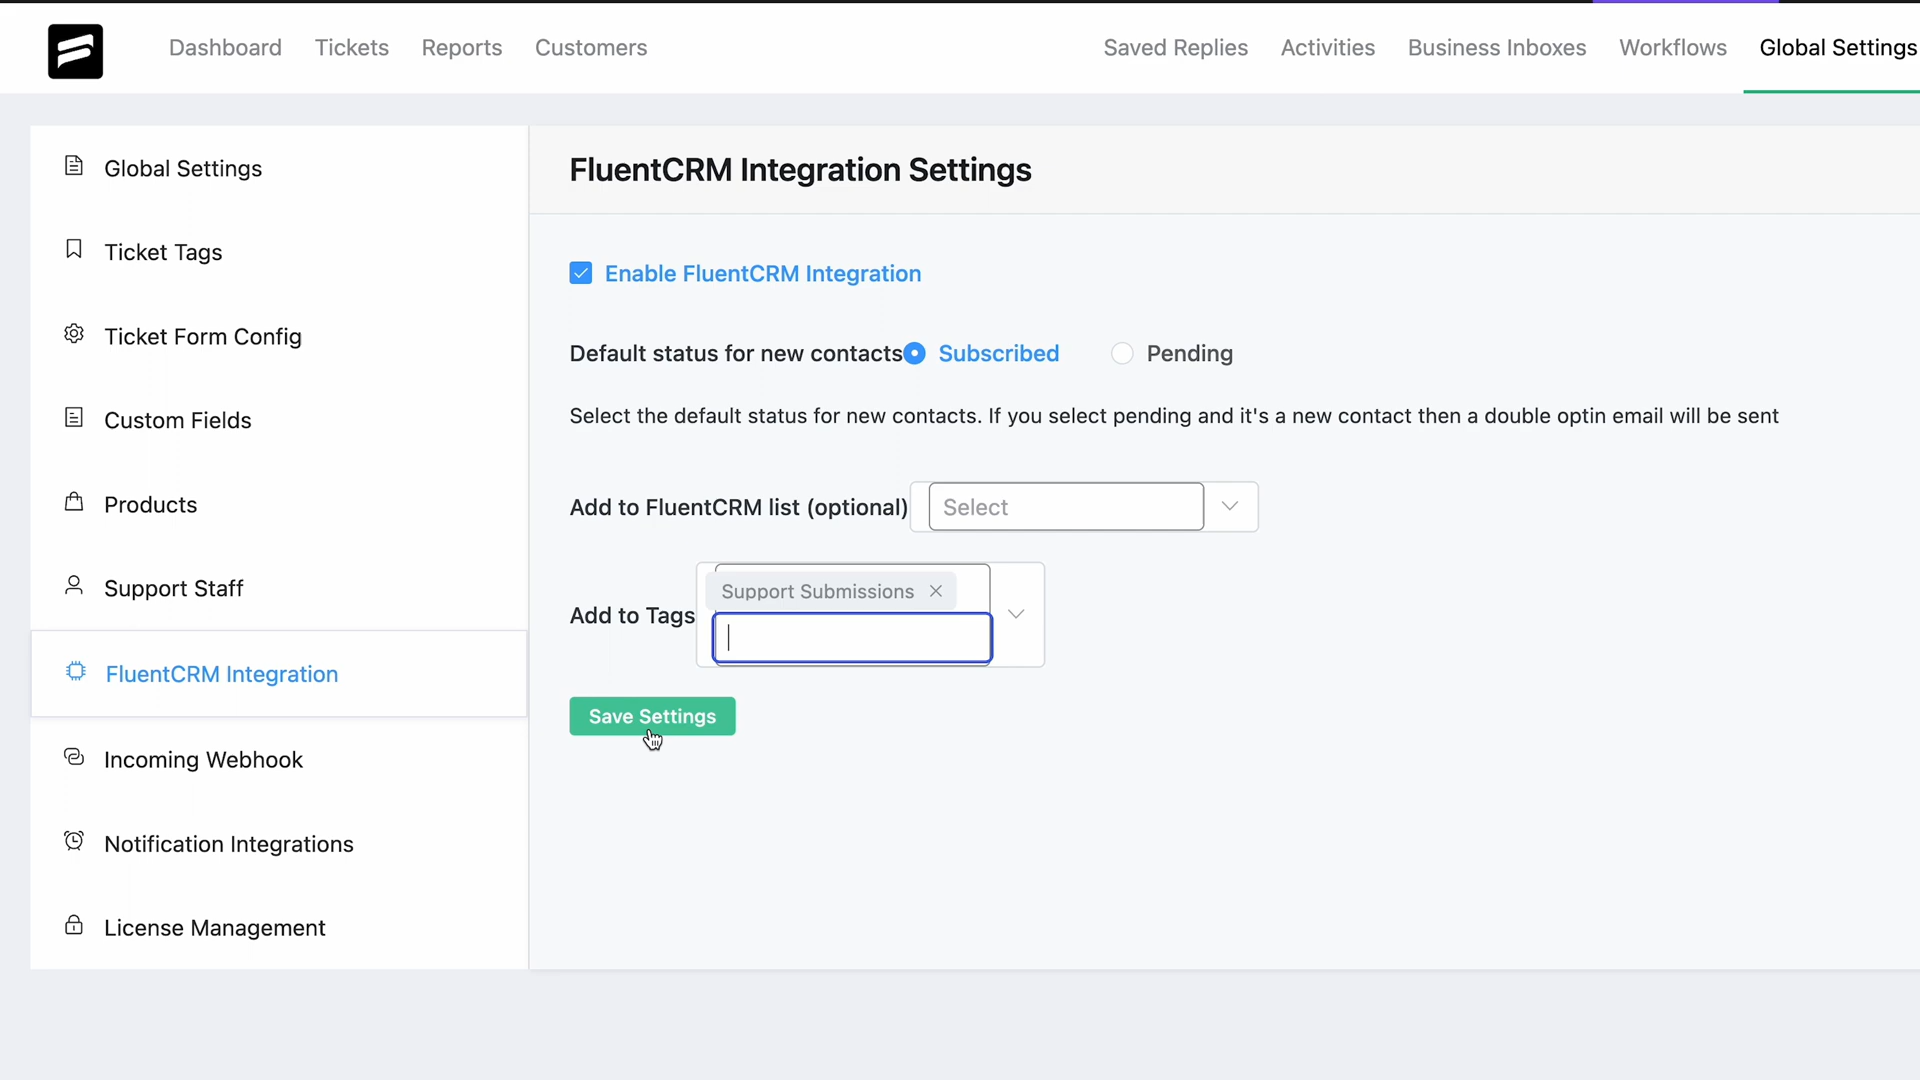 Dashboard Tickets Reports Customers Saved Replies Activities Business Inboxes Workflows Global Settings
Global Settings
Ticket Tags
Ticket Form Config
Custom Fields
Products
Support Staff
FluentCRM Integration
Incoming Webhook
Notification Integrations
License Management
FluentCRM Integration Settings
Enable FluentCRM Integration
Default status for new contacts Subscribed Pending
Select the default status for new contacts. If you select pending and it's a new contact then a double optin email will be sent
Add to FluentCRM list (optional) Select
Support Submissions
Add to Tags
Save Settings